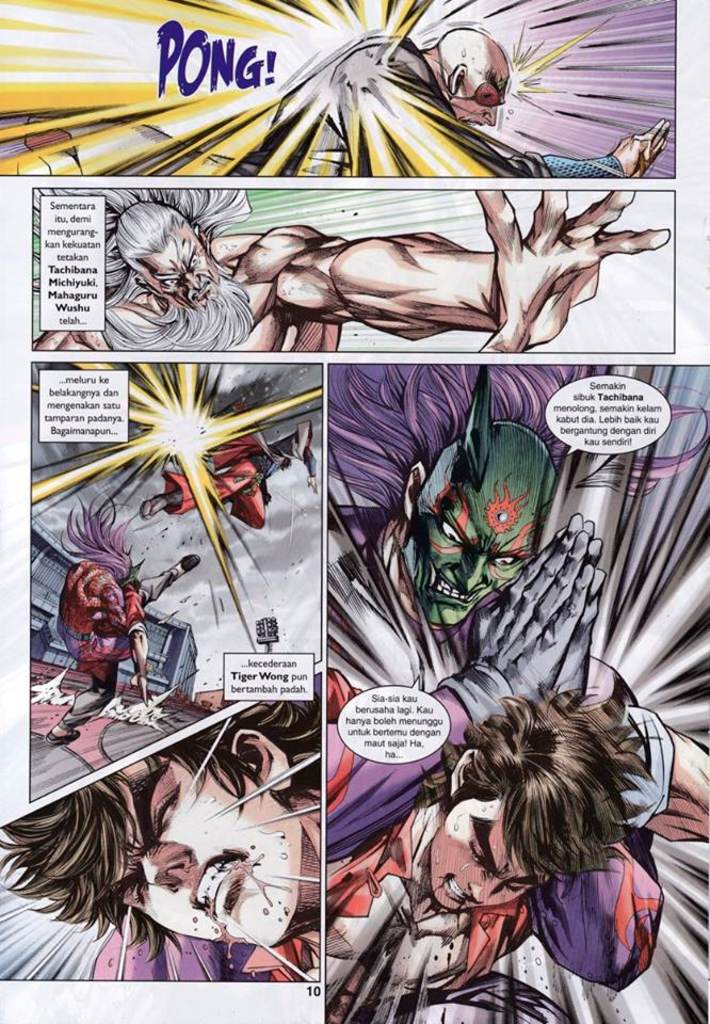 PONG!
Sementara
itu, demi
mengurang-
kan kekuatan
tetakan
Tachibana
Michiyuki,
Mahaguru
Wushu
telah...
...meluru ke
belakangnya dan
mengenakan satu
tamparan padanya.
Bagaimanapun...
...kecederaan
Tiger Wong pun
bertambah padah.
Semakin
sibuk Tachibana
menolong, semakin kelam
kabut dia. Lebih baik kau
bergantung dengan diri
kau sendiri!
Sia-sia kau
berusaha lagi. Kau
hanya boleh menunggu
untuk bertemu dengan
maut saja! Ha,
ha...
10